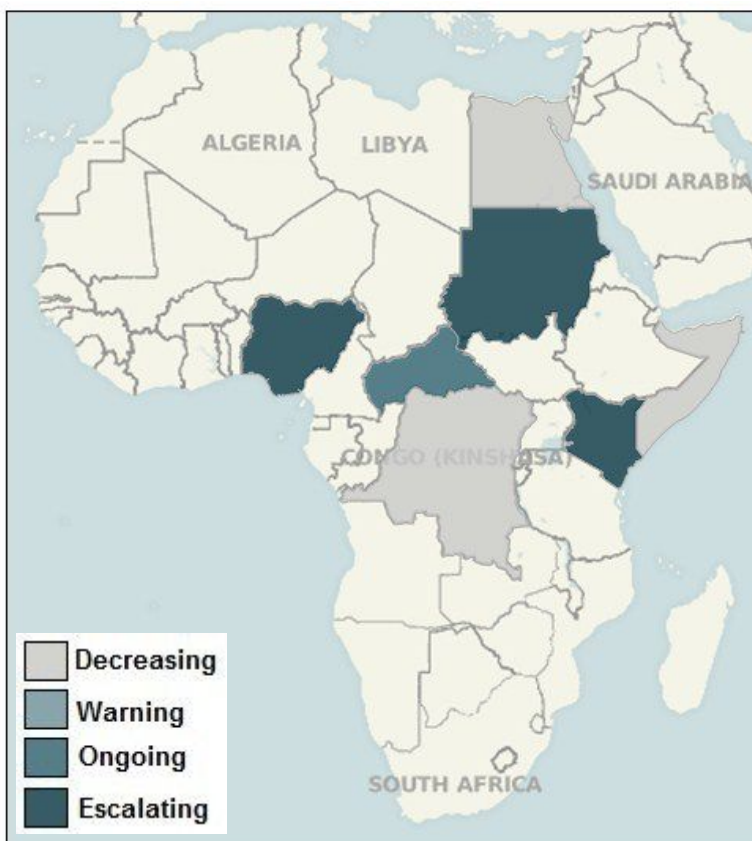 ALGERIA
LIBYA
SAUDI ARABIA
CONGO (KINSHASA)
SOUTH AFRICA
Decreasing
Warning
Ongoing
Escalating